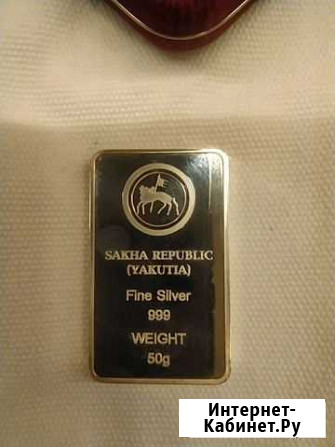 SAKHA REPUBLIC
(YAKUTIA)
Fine Silver
999
WEIGHT
50g
Интернет-
Кабинет.Ру